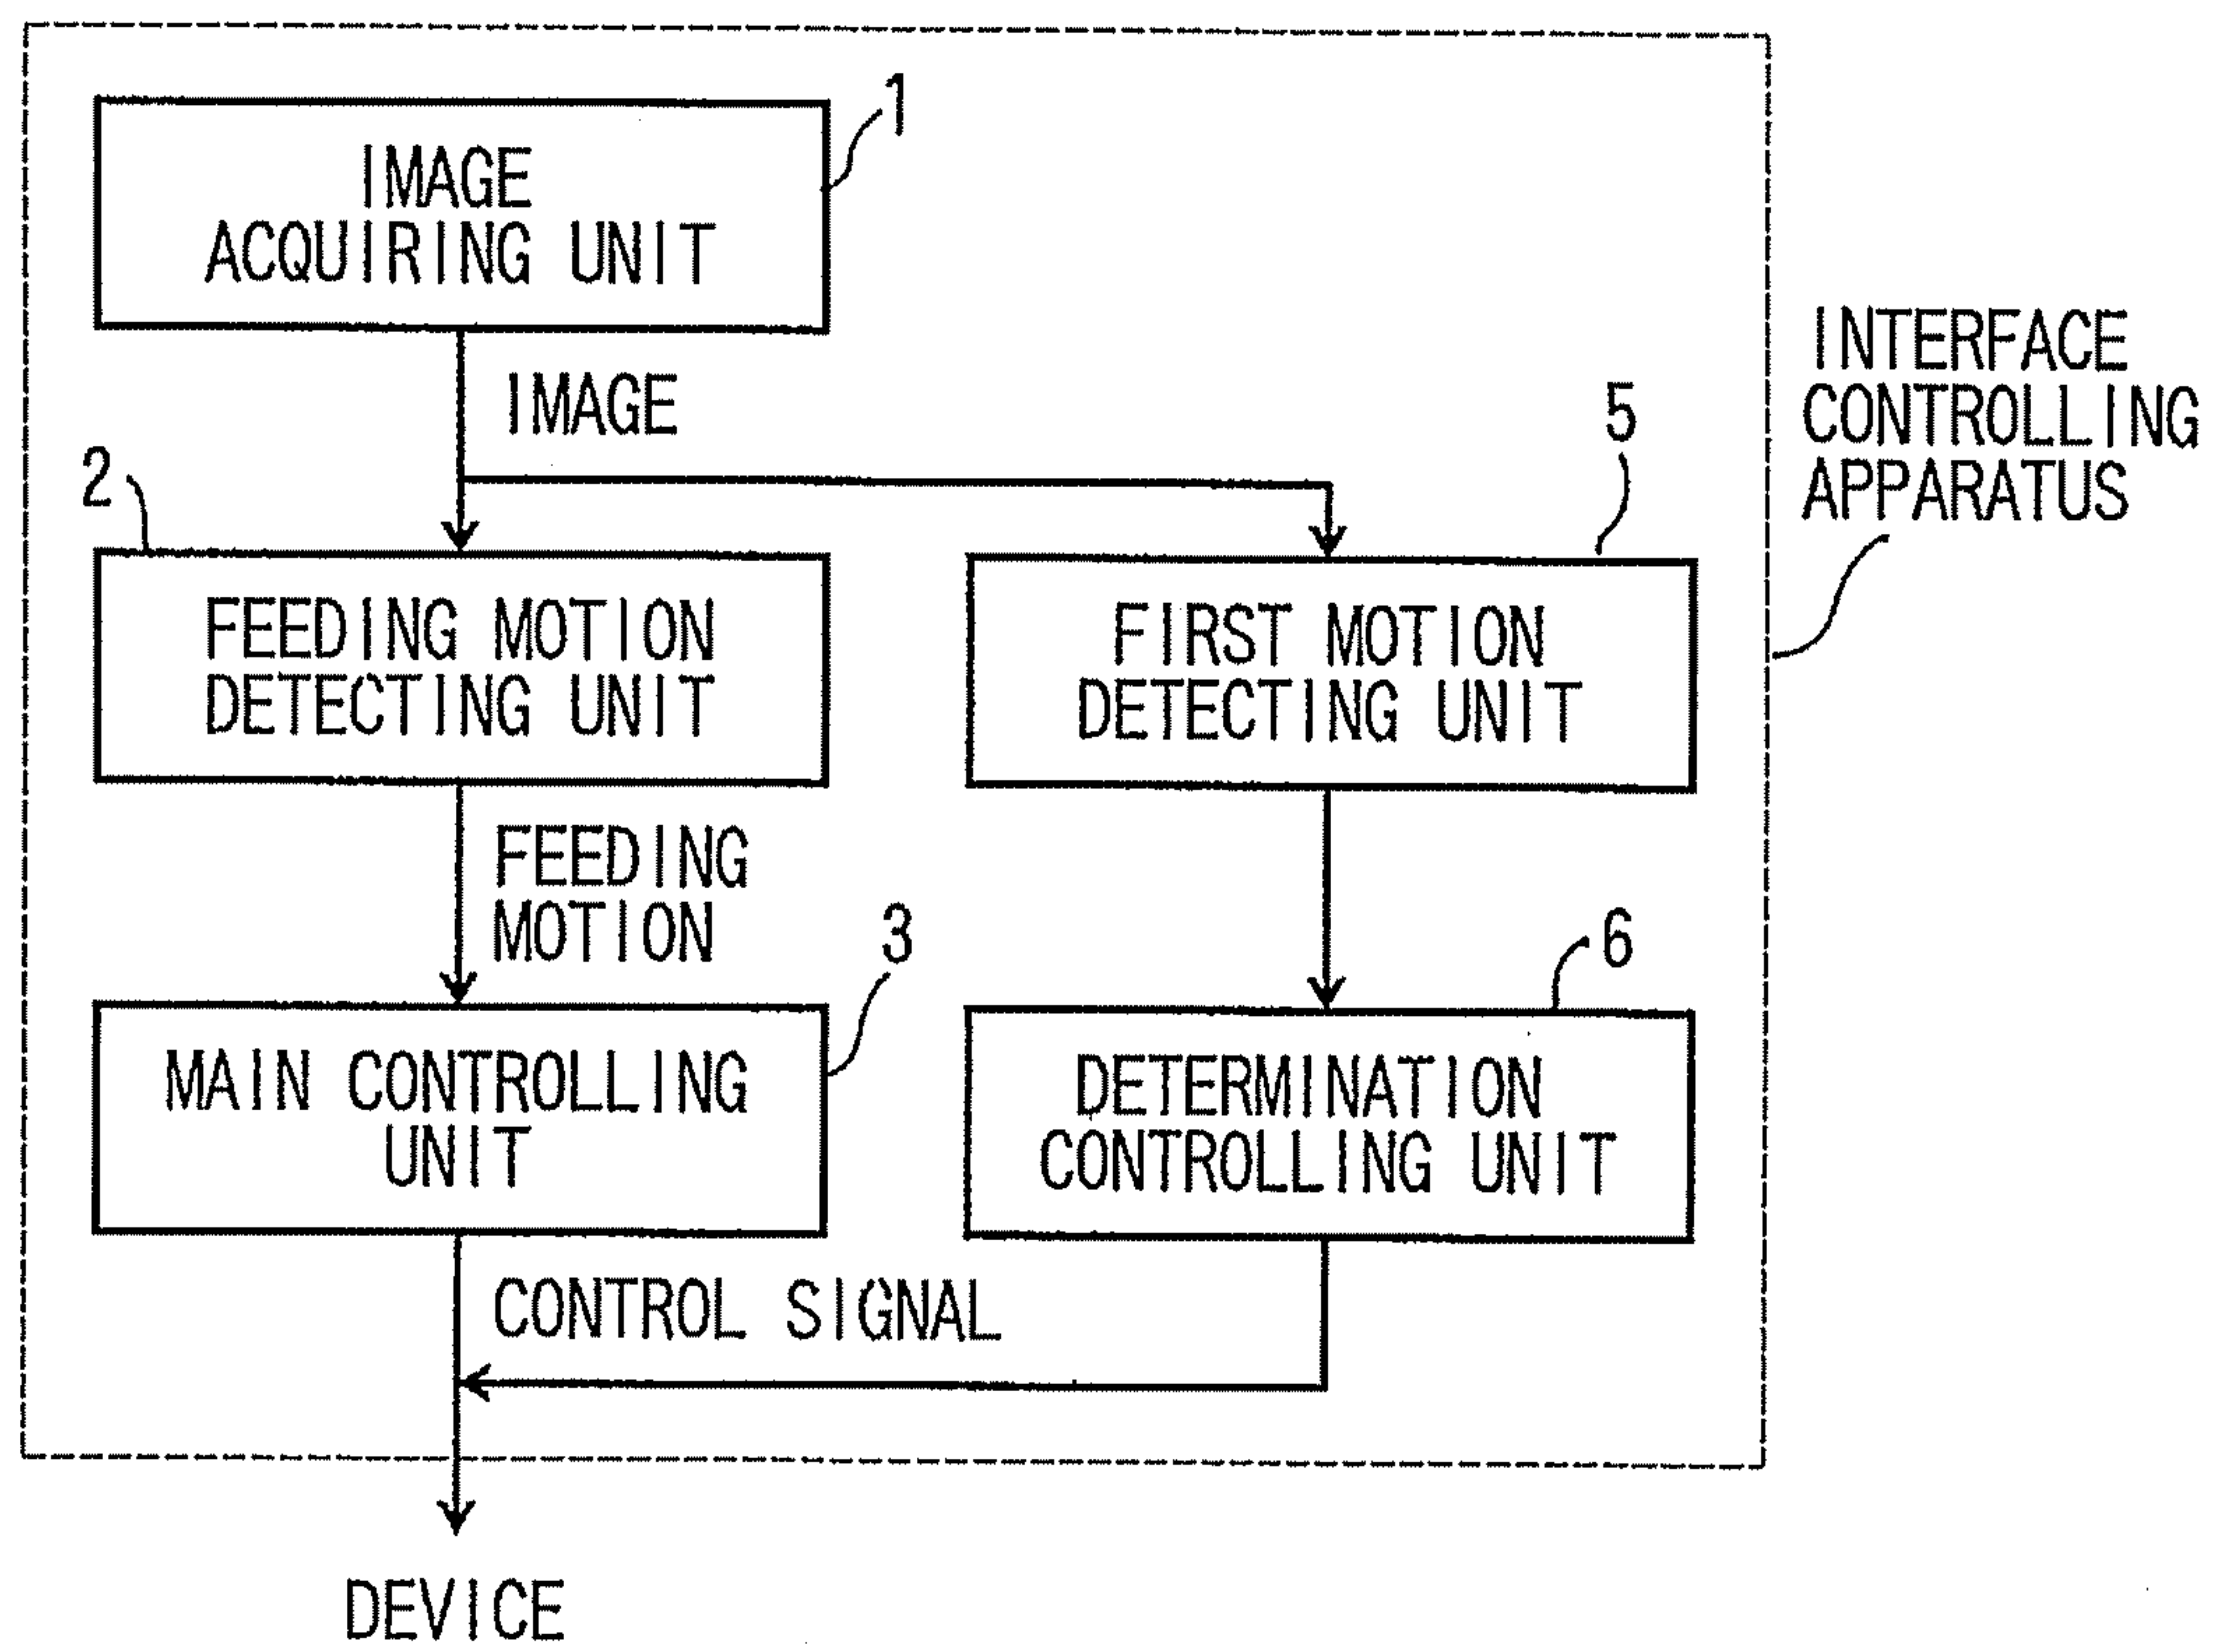 1
IMAGE
ACQUIRING UNIT
IMAGE
INTERFACE
CONTROLLING
APPARATUS
2
5
FEEDING MOTION
DETECTING UNIT
FIRST MOTION
DETECTING UNIT
FEEDING
MOTION
3
6
MAIN CONTROLLING
UNIT
DETERMINATION
CONTROLLING UNIT
CONTROL SIGNAL
DEVICE